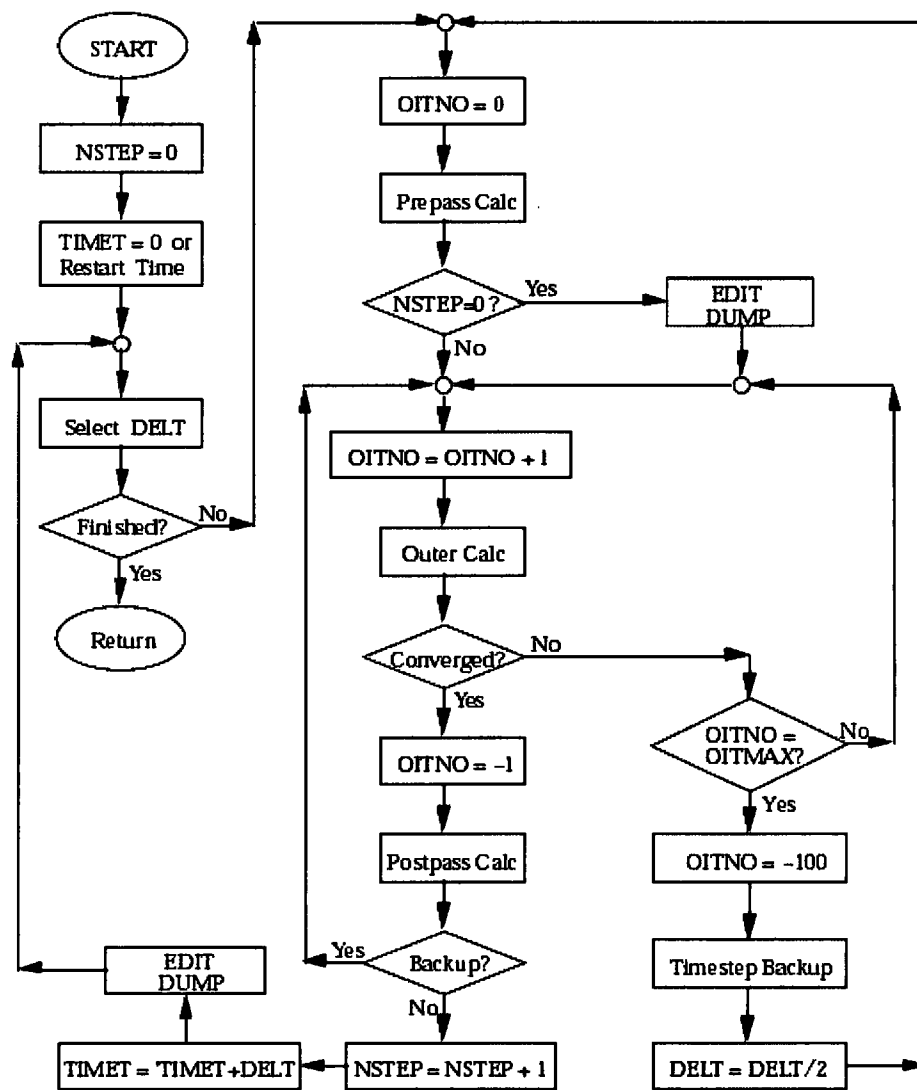 START
NSTEP = 0
TIMET = 0 or
Restart Time
Select DELT
Finished?
No
Yes
Return
OITNO = 0
Prepass Calc
NSTEP=0?
Yes
No
EDIT
DUMP
OITNO = OITNO + 1
Outer Calc
Converged?
No
Yes
OITNO = −1
Postpass Calc
Backup?
Yes
No
NSTEP = NSTEP + 1
TIMET = TIMET+DELT
EDIT
DUMP
OITNO =
OITMAX?
No
Yes
OITNO = −100
Timestep Backup
DELT = DELT/2